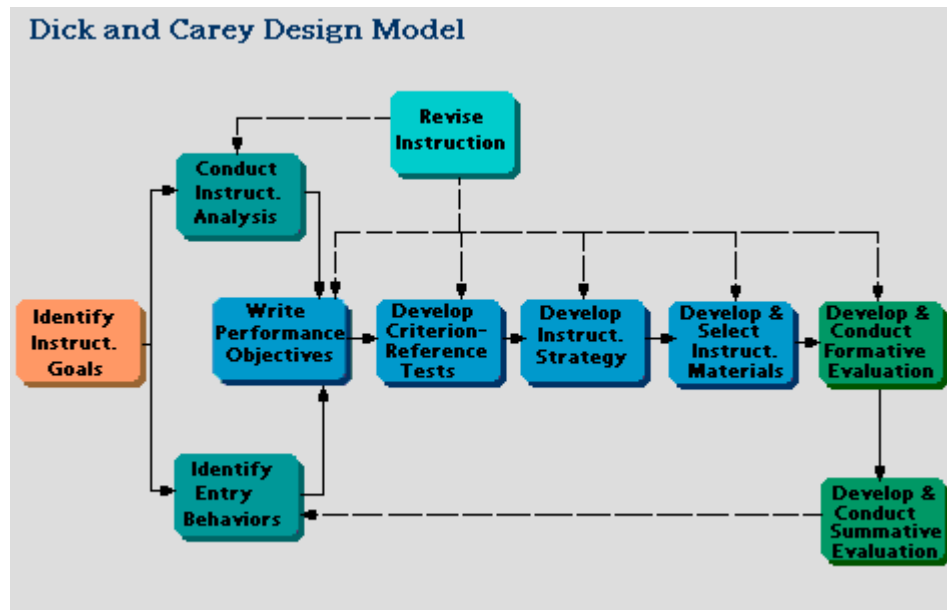 Dick and Carey Design Model
Revise
Instruction
Conduct
Instruct.
Analysis
Identify
Instruct.
Goals
Write
Performance
Objectives
Develop
Criterion-
Reference
Tests
Develop
Instruct.
Strategy
Develop &
Select
Instruct.
Materials
Develop &
Conduct
Formative
Evaluation
Identify
Entry
Behaviors
Develop &
Conduct
Summative
Evaluation